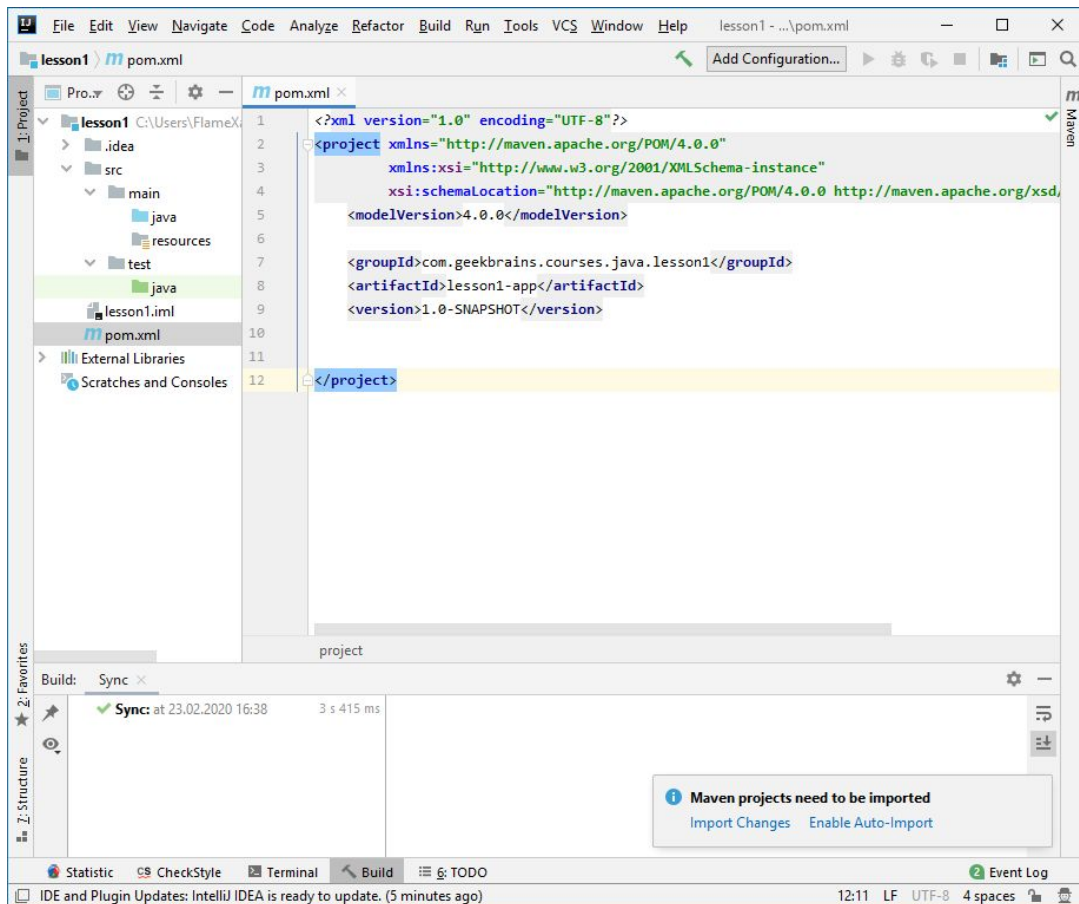 File Edit View Navigate Code Analyze Refactor Build Run Tools VCS Window Help lesson1 - ...\pom.xml
lesson1 m pom.xml Add Configuration...
1: Project
Pro..
m pom.xml
lesson1 C:\Users\FlameXa
.idea
src
main
java
resources
test
java
lesson1.iml
m pom.xml
External Libraries
Scratches and Consoles
1 <?xml version="1.0" encoding="UTF-8"?>
2 <project xmlns="http://maven.apache.org/POM/4.0.0"
3 xmlns:xsi="http://www.w3.org/2001/XMLSchema-instance"
4 xsi:schemaLocation="http://maven.apache.org/POM/4.0.0 http://maven.apache.org/xsd/
5 <modelVersion>4.0.0</modelVersion>
6
7 <groupId>com.geekbrains.courses.java.lesson1</groupId>
8 <artifactId>lesson1-app</artifactId>
9 <version>1.0-SNAPSHOT</version>
10
11
12 </project>
m Maven
project
2: Favorites
7: Structure
Build: Sync
Sync: at 23.02.2020 16:38 3 s 415 ms
Maven projects need to be imported
Import Changes Enable Auto-Import
Statistic CS CheckStyle Terminal Build 6: TODO 2 Event Log
IDE and Plugin Updates: IntelliJ IDEA is ready to update. (5 minutes ago) 12:11 LF UTF-8 4 spaces